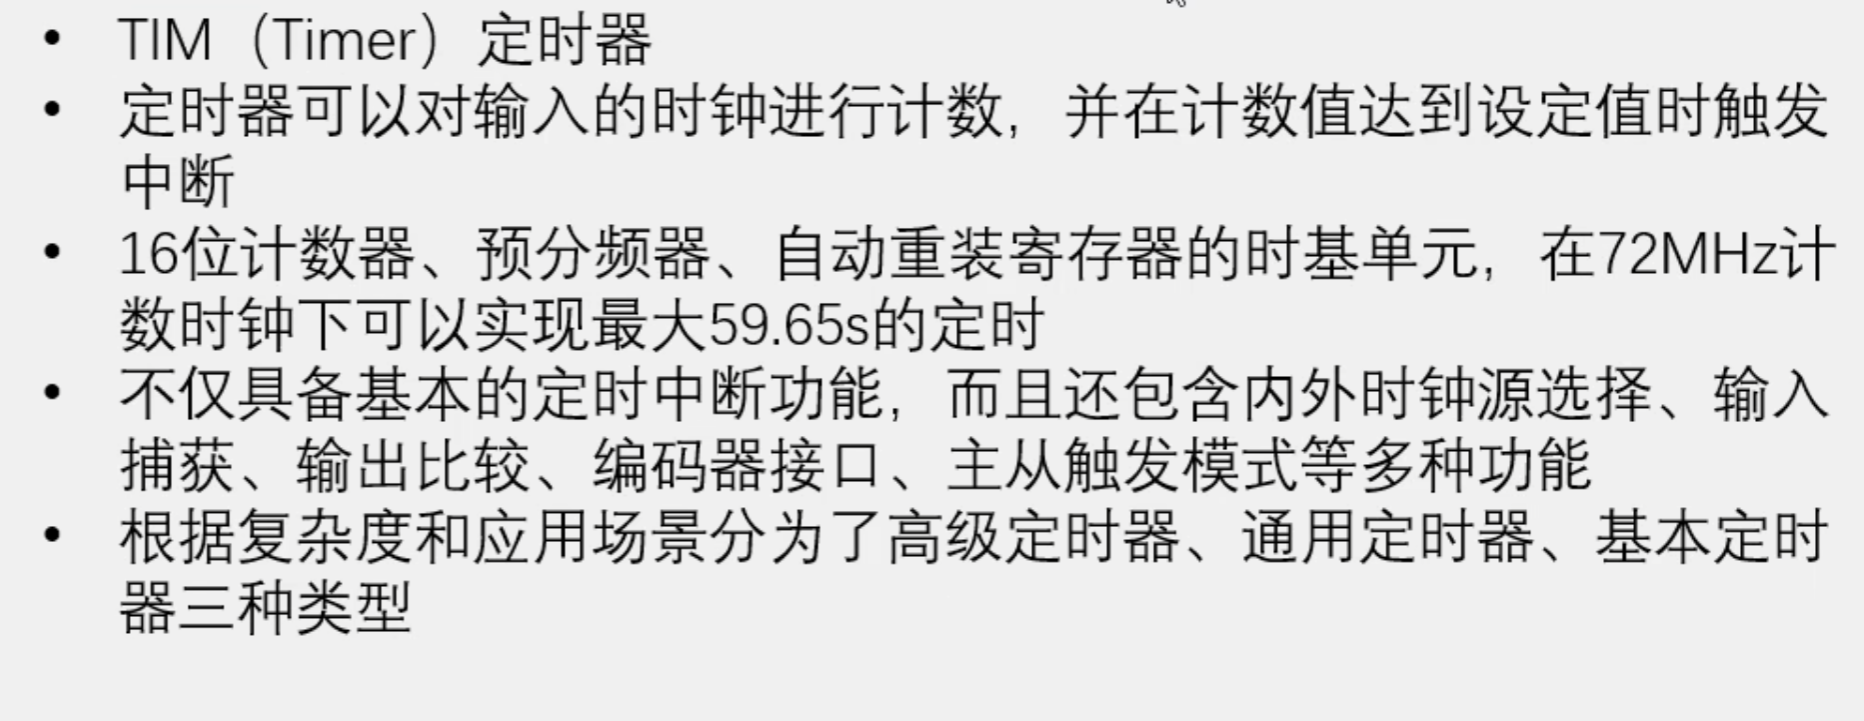 • TIM（Timer）定时器
• 定时器可以对输入的时钟进行计数，并在计数值达到设定值时触发
中断
• 16位计数器、预分频器、自动重装寄存器的时基单元，在72MHz计
数时钟下可以实现最大59.65s的定时
• 不仅具备基本的定时中断功能，而且还包含内外时钟源选择、输入
捕获、输出比较、编码器接口、主从触发模式等多种功能
• 根据复杂度和应用场景分为了高级定时器、通用定时器、基本定时
器三种类型